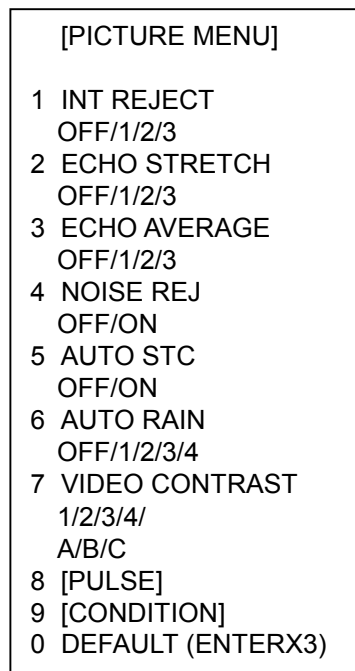 [PICTURE MENU]
1 INT REJECT
OFF/1/2/3
2 ECHO STRETCH
OFF/1/2/3
3 ECHO AVERAGE
OFF/1/2/3
4 NOISE REJ
OFF/ON
5 AUTO STC
OFF/ON
6 AUTO RAIN
OFF/1/2/3/4
7 VIDEO CONTRAST
1/2/3/4/
A/B/C
8 [PULSE]
9 [CONDITION]
0 DEFAULT (ENTERX3)